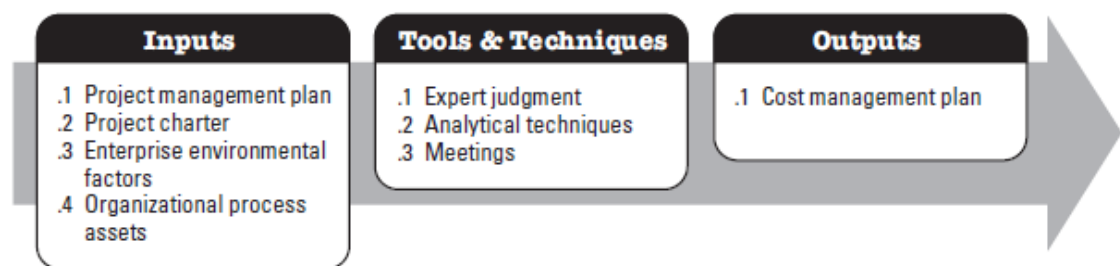 Inputs
.1 Project management plan
.2 Project charter
.3 Enterprise environmental
factors
.4 Organizational process
assets
Tools & Techniques
.1 Expert judgment
.2 Analytical techniques
.3 Meetings
Outputs
.1 Cost management plan